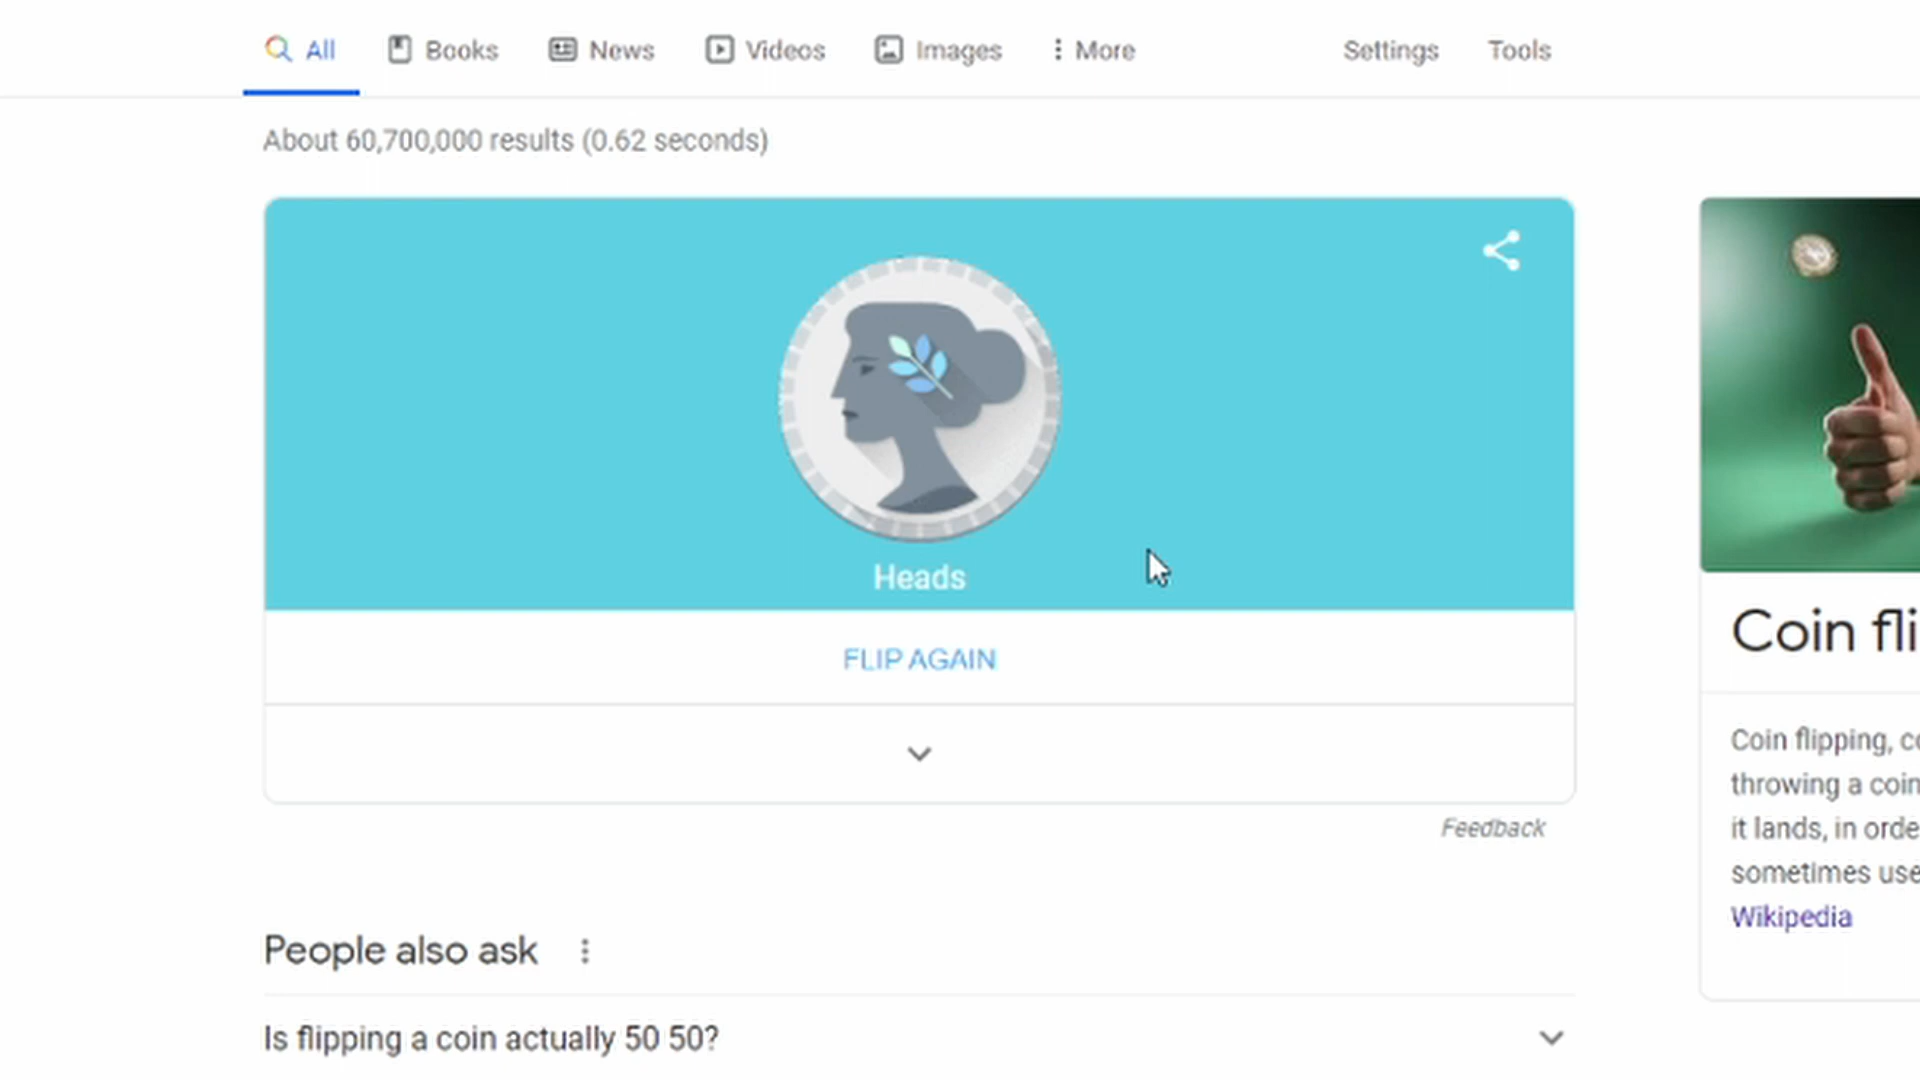 All Books News Videos Images More Settings Tools
About 60,700,000 results (0.62 seconds)
Heads
FLIP AGAIN
Feedback
People also ask
Is flipping a coin actually 50 50?
Coin fli
Coin flipping, co
throwing a coin
it lands, in orde
sometimes use
Wikipedia